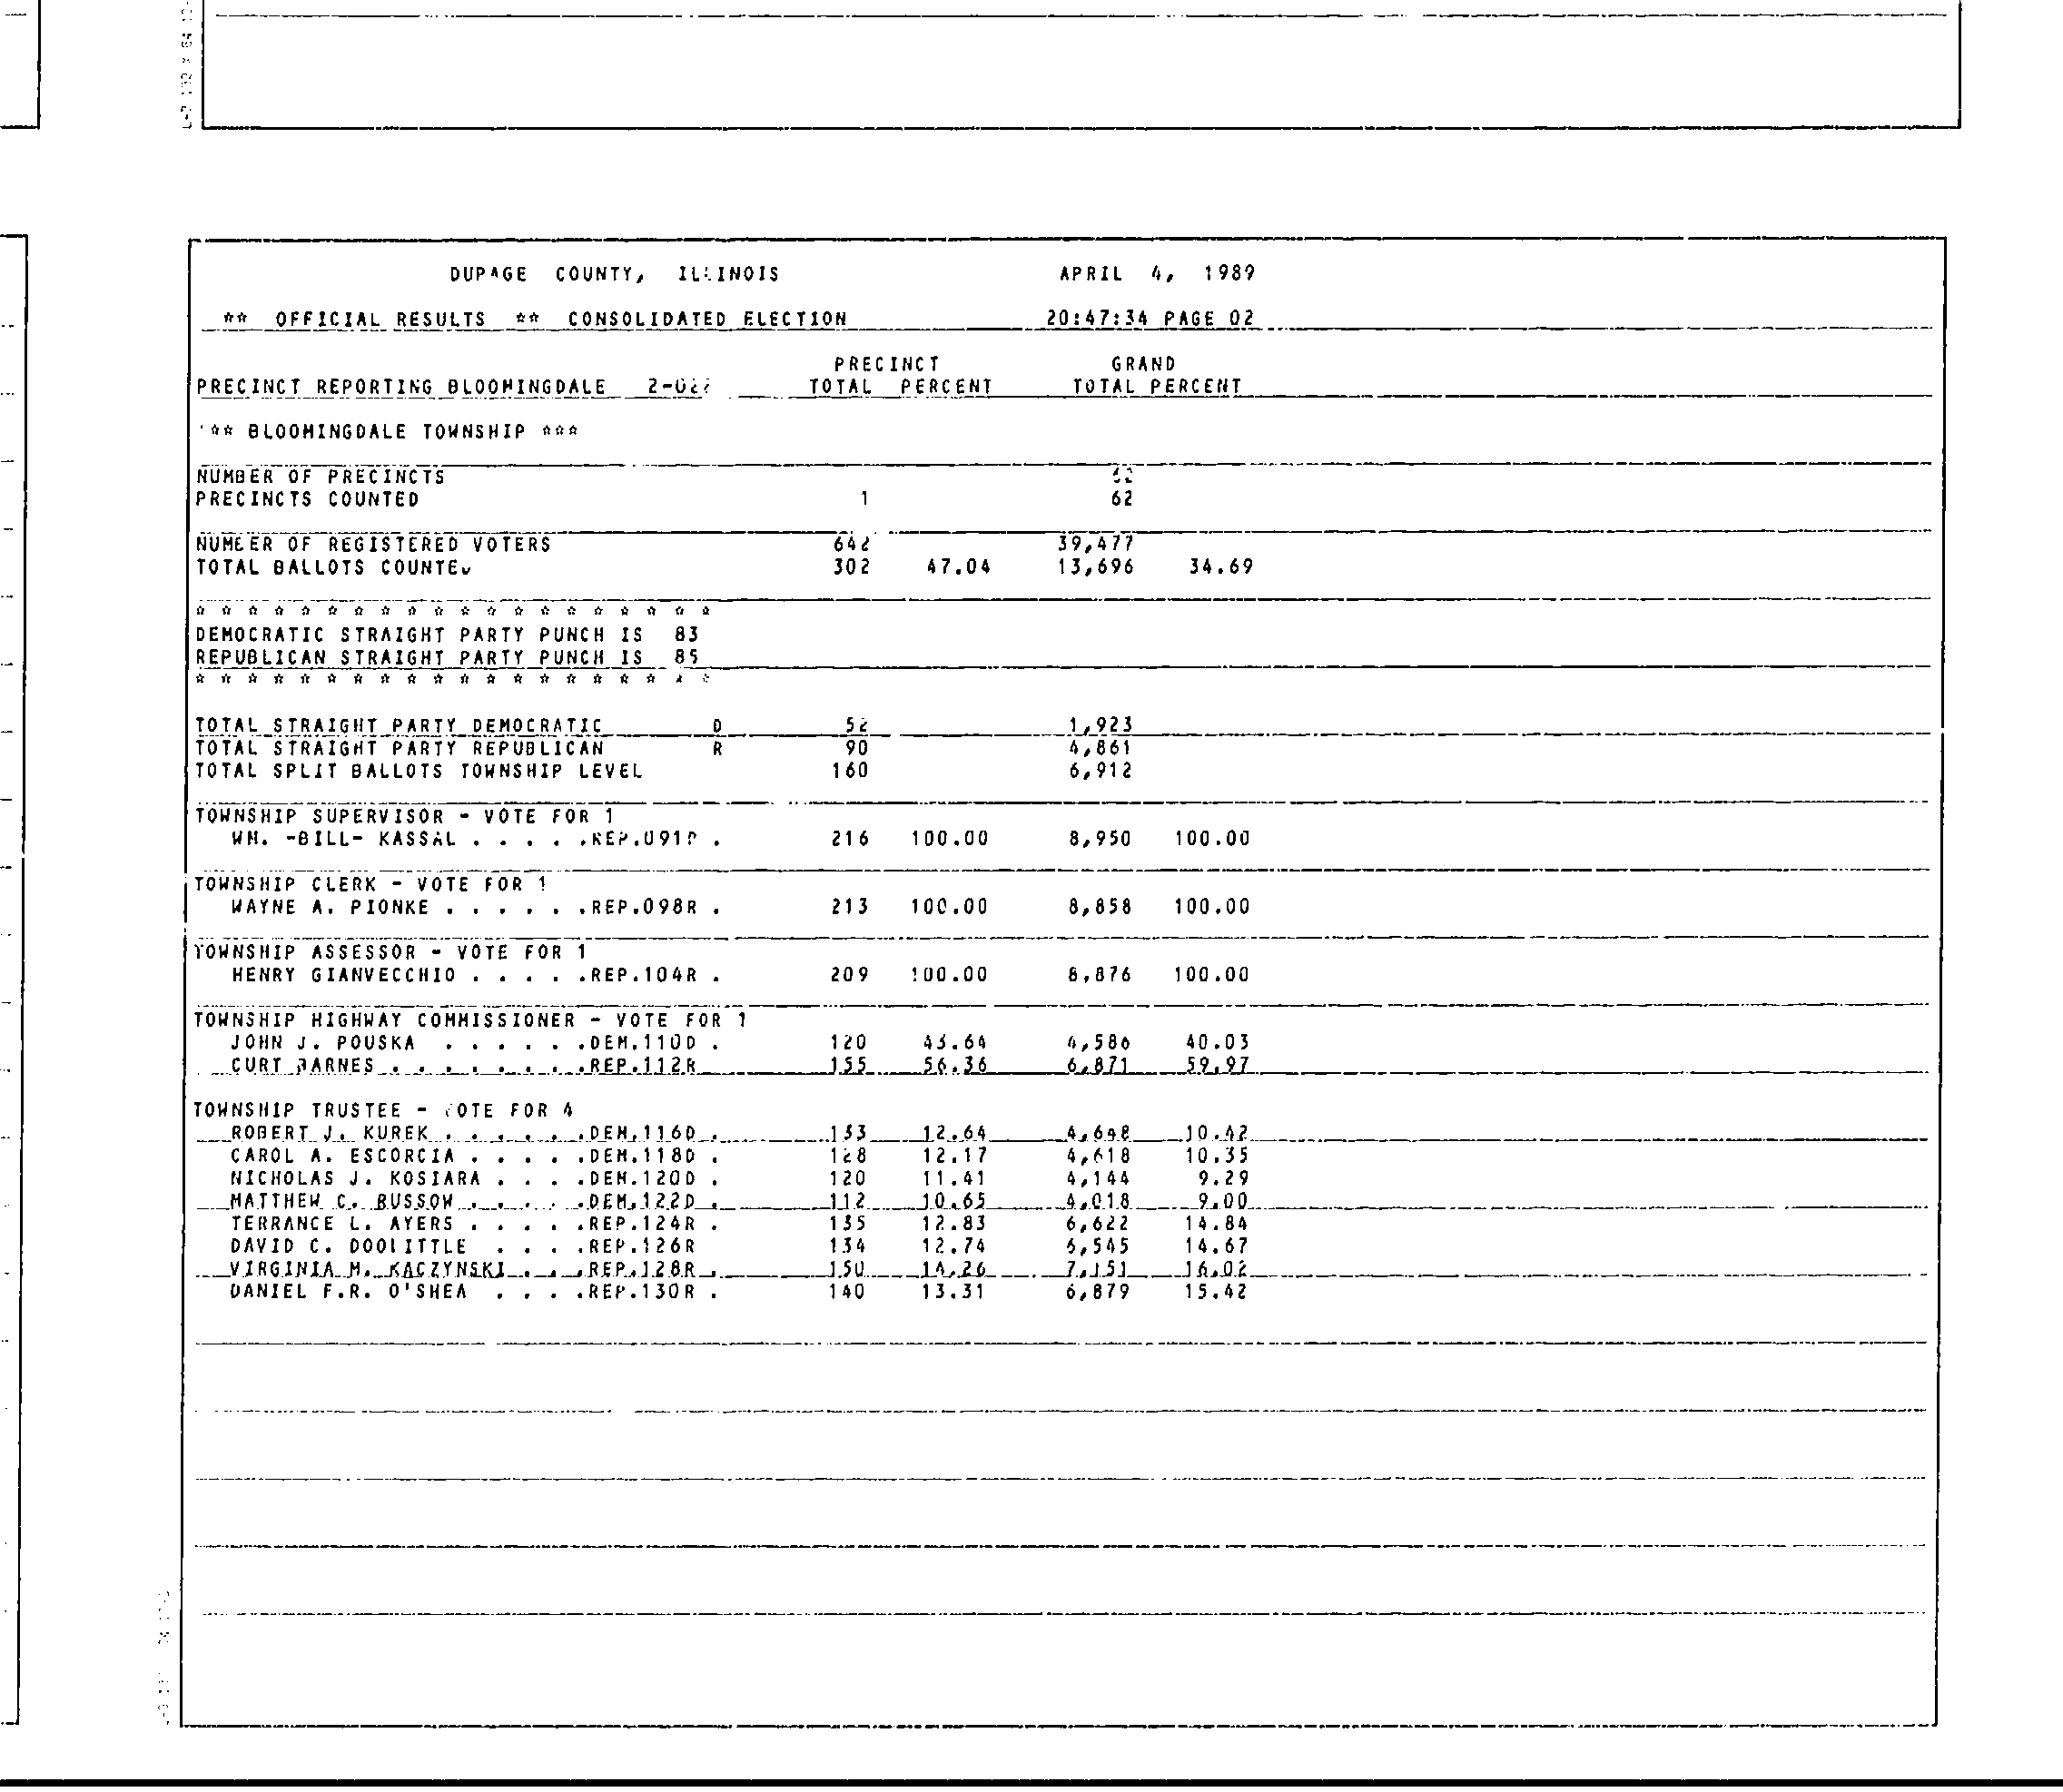 DUPAGE COUNTY, ILLINOIS APRIL 4, 1989
** OFFICIAL RESULTS ** CONSOLIDATED ELECTION 20:47:34 PAGE 02
PRECINCT GRAND
PRECINCT REPORTING BLOOMINGDALE TOTAL PERCENT TOTAL PERCENT
*** BLOOMINGDALE TOWNSHIP ***
NUMBER OF PRECINCTS 62
PRECINCTS COUNTED 1 62
NUMBER OF REGISTERED VOTERS 642 39,477
TOTAL BALLOTS COUNTED 302 47.04 13,696 34.69
* * * * * * * * * * * * * * * * * * * *
DEMOCRATIC STRAIGHT PARTY PUNCH IS 83
REPUBLICAN STRAIGHT PARTY PUNCH IS 85
* * * * * * * * * * * * * * * * * * * *
TOTAL STRAIGHT PARTY DEMOCRATIC D 52 1,923
TOTAL STRAIGHT PARTY REPUBLICAN R 90 4,861
TOTAL SPLIT BALLOTS TOWNSHIP LEVEL 160 6,912
TOWNSHIP SUPERVISOR - VOTE FOR 1
WM. -BILL- KASSAL . . . . .REP.091R . 216 100.00 8,950 100.00
TOWNSHIP CLERK - VOTE FOR 1
WAYNE A. PIONKE . . . . . .REP.098R . 213 100.00 8,858 100.00
TOWNSHIP ASSESSOR - VOTE FOR 1
HENRY GIANVECCHIO . . . . .REP.104R . 209 100.00 8,876 100.00
TOWNSHIP HIGHWAY COMMISSIONER - VOTE FOR 1
JOHN J. POUSKA . . . . . .DEM.110D . 120 43.64 4,586 40.03
CURT BARNES . . . . . . . .REP.112R 155 56.36 6,871 59.97
TOWNSHIP TRUSTEE - VOTE FOR 4
ROBERT J. KUREK . . . . . .DEM.116D . 133 12.64 4,648 10.42
CAROL A. ESCORCIA . . . . .DEM.118D . 128 12.17 4,618 10.35
NICHOLAS J. KOSIARA . . . .DEM.120D . 120 11.41 4,144 9.29
MATTHEW C. BUSSOW . . . . .DEM.122D . 112 10.65 4,018 9.00
TERRANCE L. AYERS . . . . .REP.124R . 135 12.83 6,622 14.84
DAVID C. DOOLITTLE . . . .REP.126R 134 12.74 6,545 14.67
VIRGINIA M. KACZYNSKI . . .REP.128R . 150 14.26 7,151 16.02
DANIEL F.R. O'SHEA . . . .REP.130R . 140 13.31 6,879 15.42